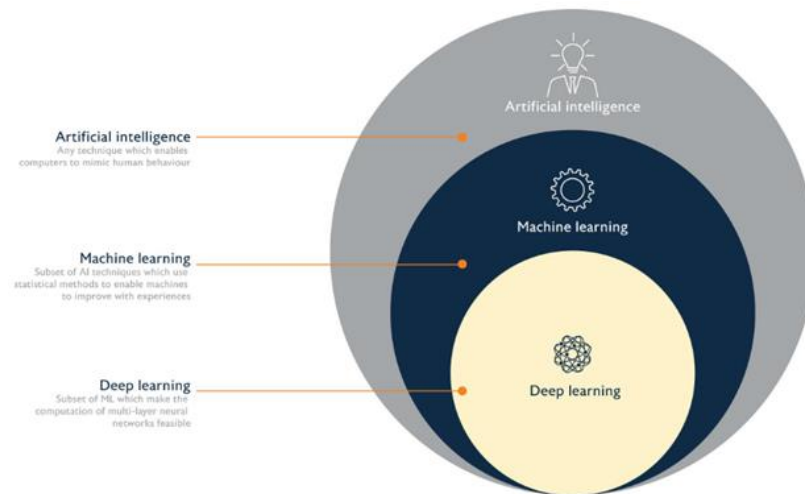 Artificial intelligence
Artificial intelligence
Any technique which enables
computers to mimic human behaviour
Machine learning
Machine learning
Subset of AI techniques which use
statistical methods to enable machines
to improve with experiences
Deep learning
Subset of ML which make the
computation of multi-layer neural
networks feasible
Deep learning